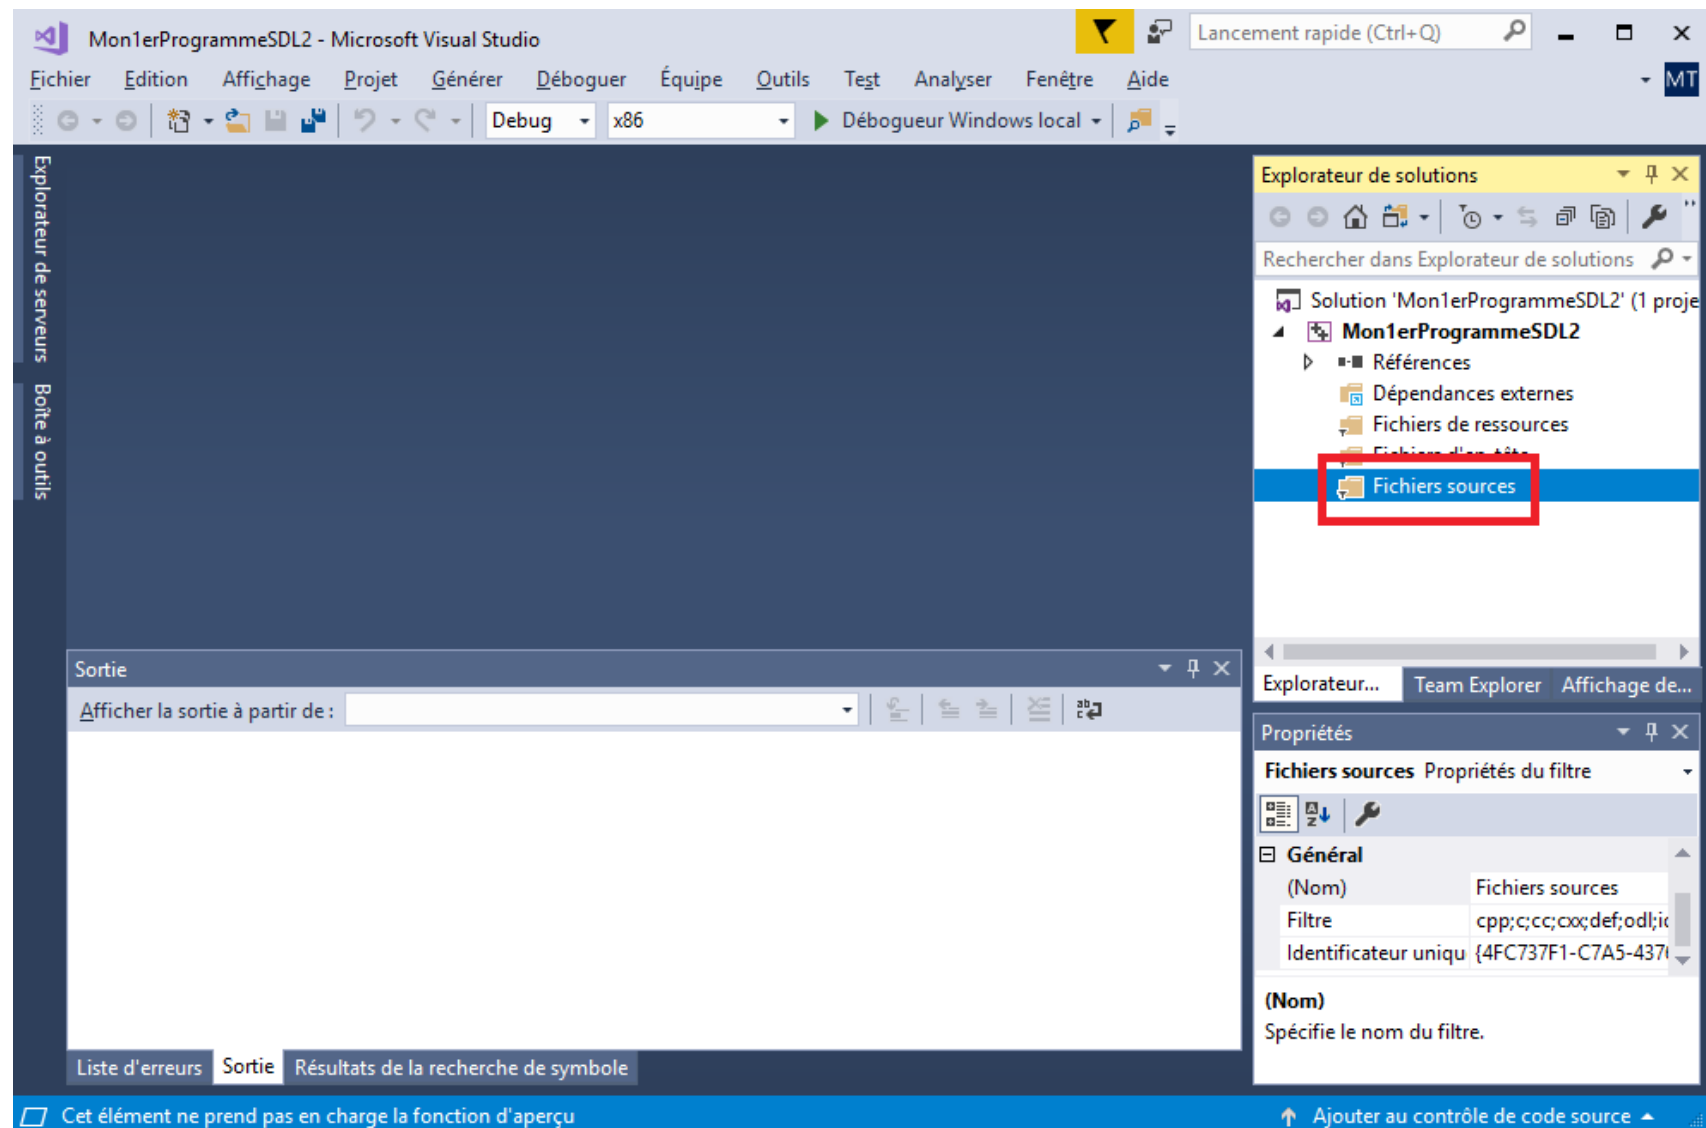 Mon1erProgrammeSDL2 - Microsoft Visual Studio
Lancement rapide (Ctrl+Q)
Fichier Edition Affichage Projet Générer Déboguer Équipe Outils Test Analyser Fenêtre Aide
MT
Debug x86 Débogueur Windows local
Explorateur de serveurs
Boîte à outils
Explorateur de solutions
Rechercher dans Explorateur de solutions
Solution 'Mon1erProgrammeSDL2' (1 proje
Mon1erProgrammeSDL2
Références
Dépendances externes
Fichiers de ressources
Fichiers d'en-tête
Fichiers sources
Explorateur... Team Explorer Affichage de...
Sortie
Afficher la sortie à partir de :
Liste d'erreurs Sortie Résultats de la recherche de symbole
Propriétés
Fichiers sources Propriétés du filtre
Général
(Nom) Fichiers sources
Filtre cpp;c;cc;cxx;def;odl;ic
Identificateur uniqu {4FC737F1-C7A5-4376
(Nom)
Spécifie le nom du filtre.
Cet élément ne prend pas en charge la fonction d'aperçu
Ajouter au contrôle de code source